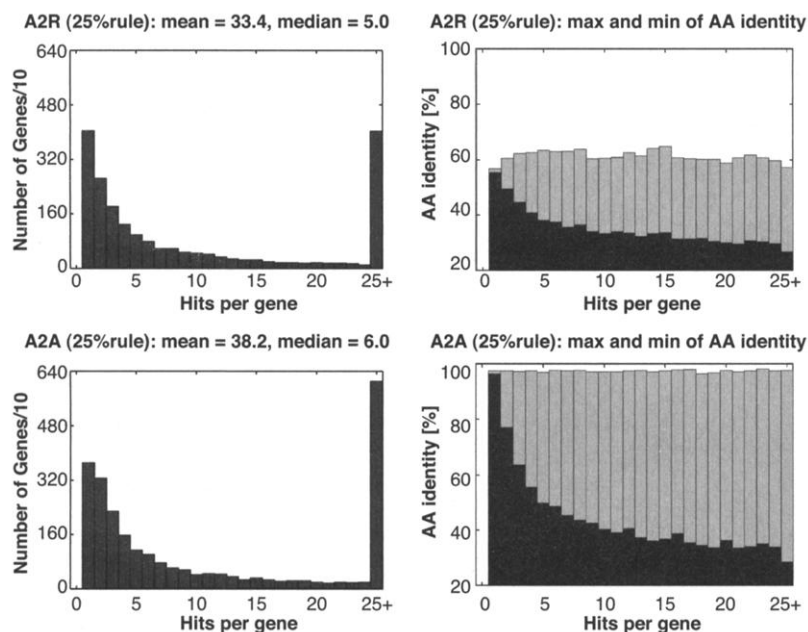 A2R (25%rule): mean = 33.4, median = 5.0
640
480
320
160
0
Number of Genes/10
0 5 10 15 20 25+
Hits per gene
A2R (25%rule): max and min of AA identity
100
80
60
40
20
AA identity [%]
0 5 10 15 20 25+
Hits per gene
A2A (25%rule): mean = 38.2, median = 6.0
640
480
320
160
0
Number of Genes/10
0 5 10 15 20 25+
Hits per gene
A2A (25%rule): max and min of AA identity
100
80
60
40
20
AA identity [%]
0 5 10 15 20 25+
Hits per gene